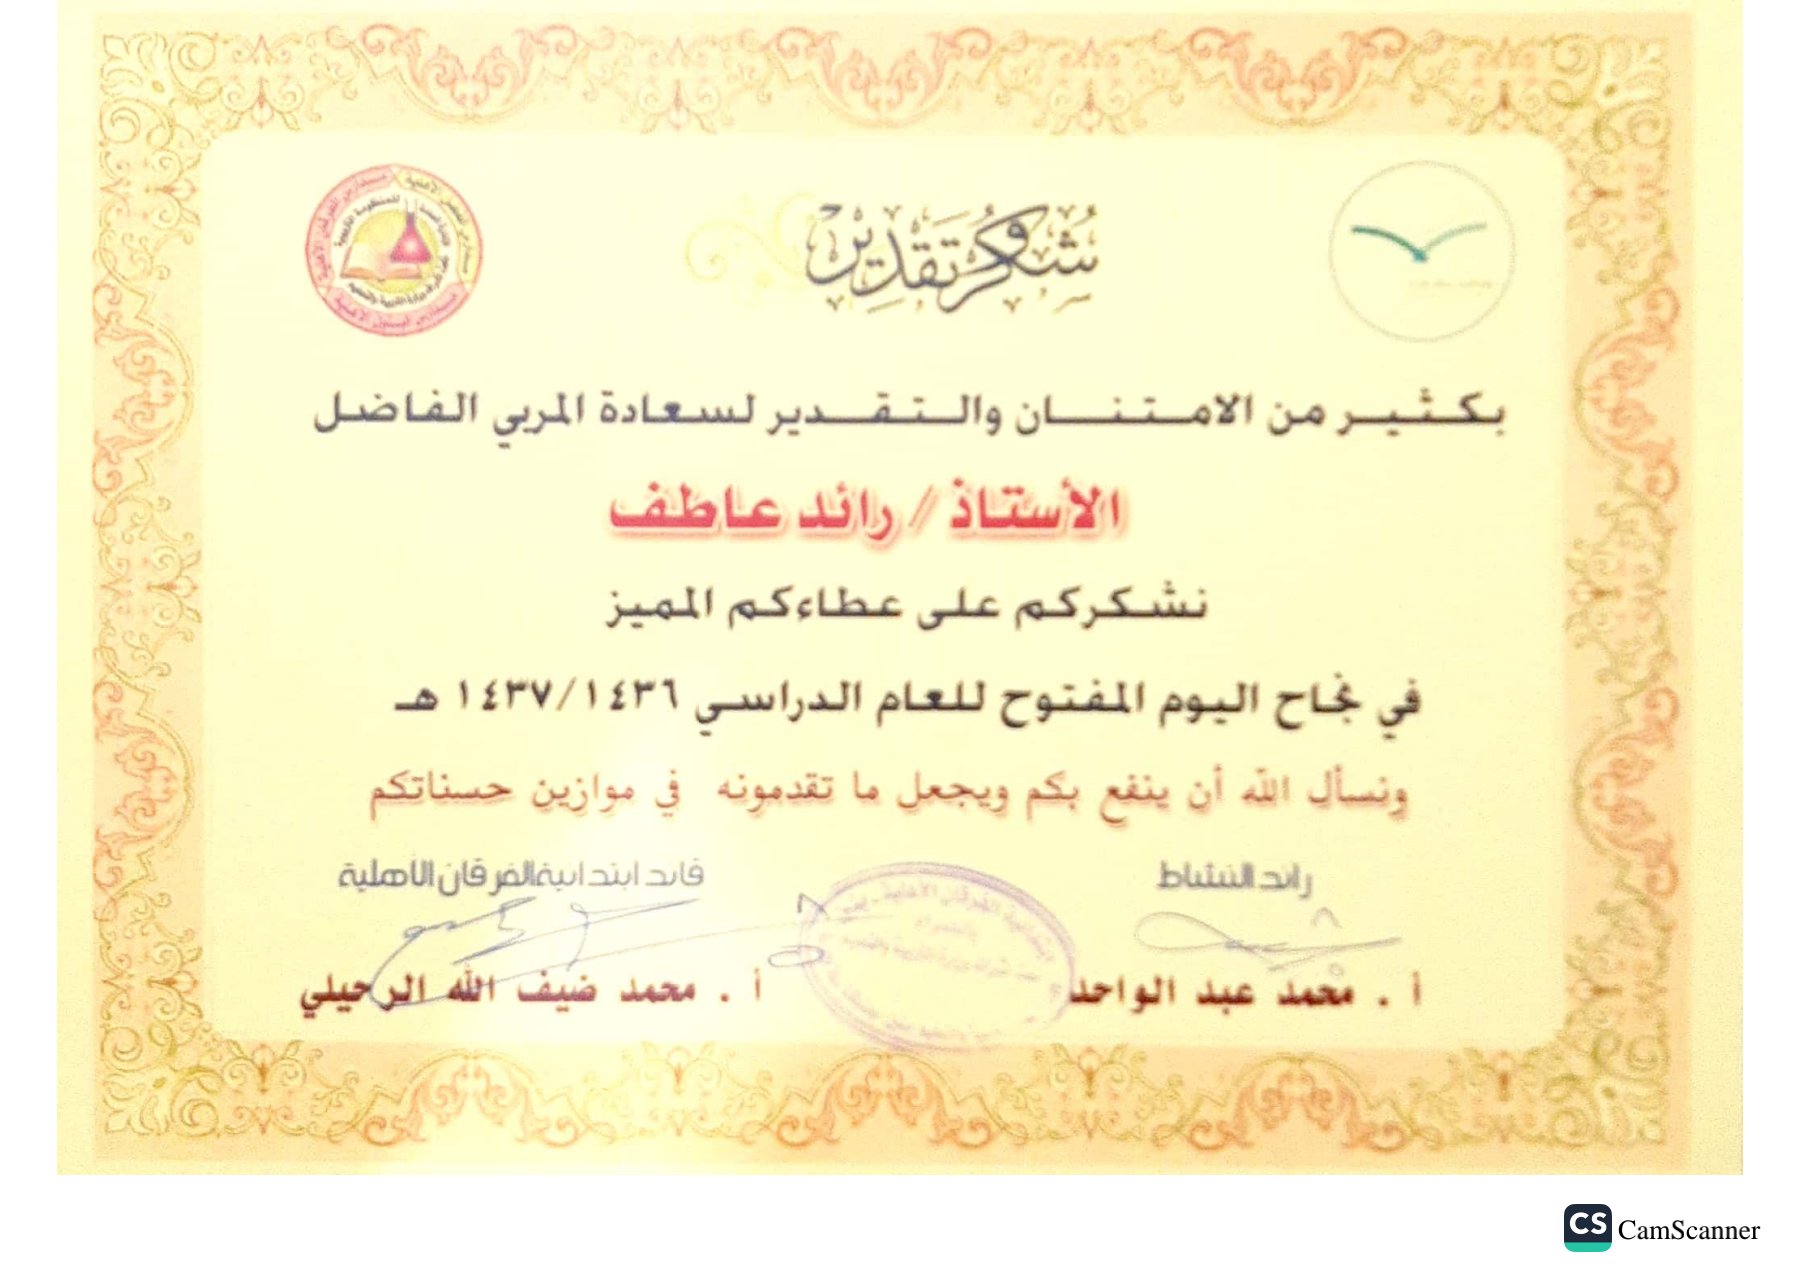 شكر وتقدير
بكثير من الامتنان والتقدير لسعادة المربي الفاضل
الأستاذ / رائد عاطف
نشكركم على عطاءكم المميز
في نجاح اليوم المفتوح للعام الدراسي ١٤٣٧/١٤٣٦ هـ
ونسأل الله أن ينفع بكم ويجعل ما تقدمونه في موازين حسناتكم
رائد النشاط
قائد ابتدائية الفرقان الأهلية
أ . محمد عبد الواحد
أ . محمد ضيف الله الرحيلي
CS CamScanner